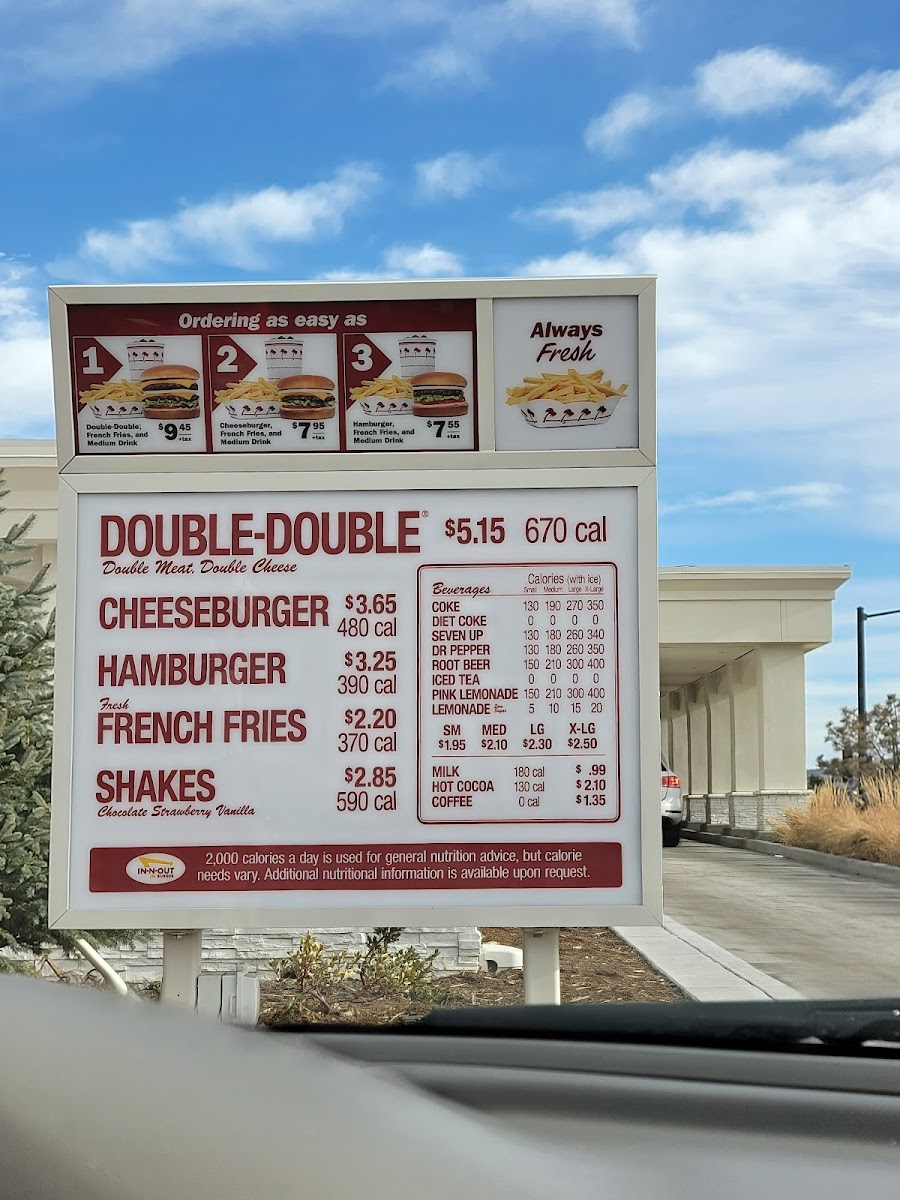 Ordering as easy as
1
Double-Double,
French Fries, and
Medium Drink
$9 45
+tax
2
Cheeseburger,
French Fries, and
Medium Drink
$7 95
+tax
3
Hamburger,
French Fries, and
Medium Drink
$7 55
+tax
Always
Fresh
DOUBLE-DOUBLE® $5.15 670 cal
Double Meat, Double Cheese
CHEESEBURGER $3.65
480 cal
HAMBURGER $3.25
390 cal
Fresh
FRENCH FRIES $2.20
370 cal
SHAKES $2.85
Chocolate Strawberry Vanilla 590 cal
Beverages Calories (with ice)
Small Medium Large X-Large
COKE 130 190 270 350
DIET COKE 0 0 0 0
SEVEN UP 130 180 260 340
DR PEPPER 130 180 260 350
ROOT BEER 150 210 300 400
ICED TEA 0 0 0 0
PINK LEMONADE 150 210 300 400
LEMONADE 5 10 15 20
SM MED LG X-LG
$1.95 $2.10 $2.30 $2.50
MILK 180 cal $ .99
HOT COCOA 130 cal $ 2.10
COFFEE 0 cal $ 1.35
IN-N-OUT
BURGER
2,000 calories a day is used for general nutrition advice, but calorie
needs vary. Additional nutritional information is available upon request.